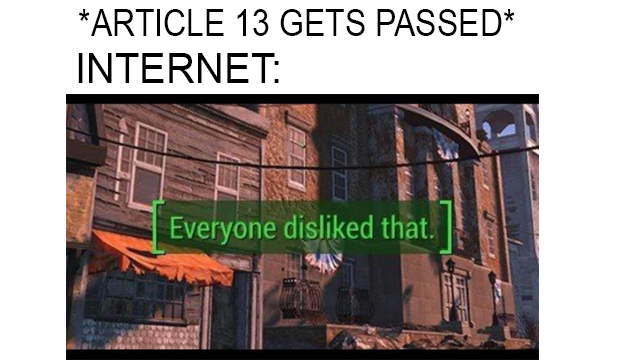 *ARTICLE 13 GETS PASSED*
INTERNET:
[Everyone disliked that.]